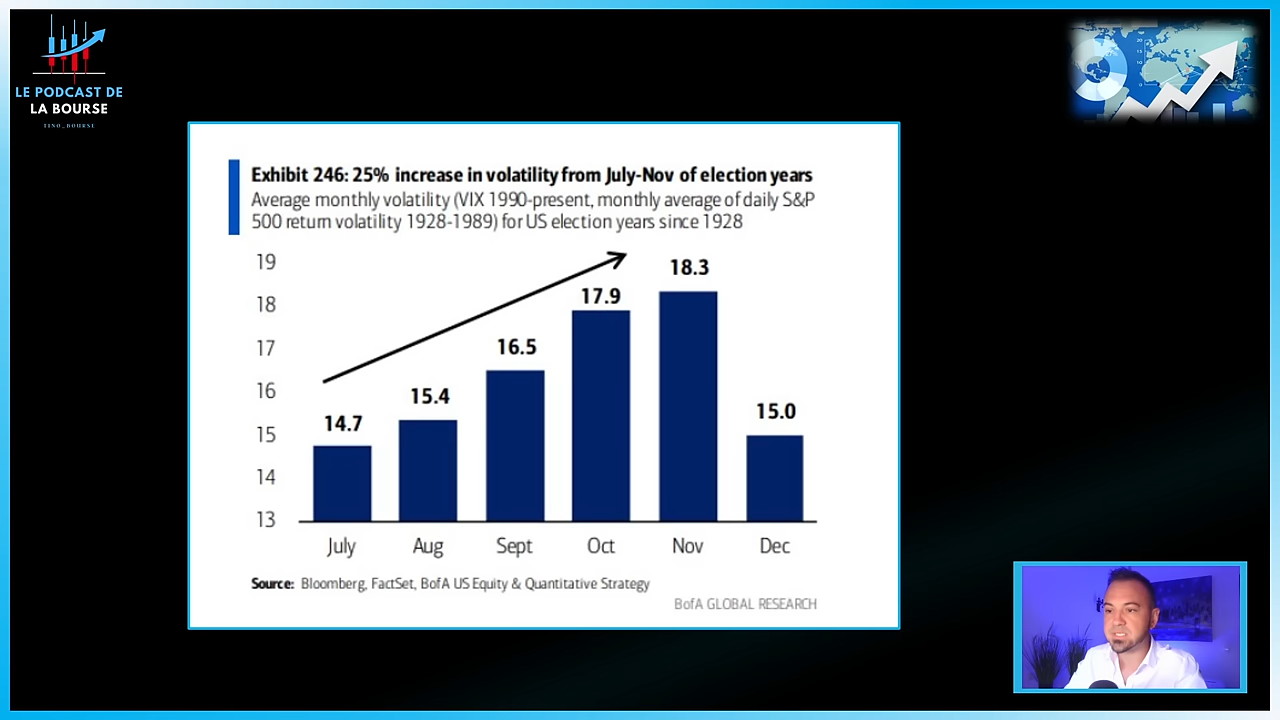 LE PODCAST DE
LA BOURSE
TINO_BOURSE
Exhibit 246: 25% increase in volatility from July-Nov of election years
Average monthly volatility (VIX 1990-present, monthly average of daily S&P
500 return volatility 1928-1989) for US election years since 1928
19
18
17
16
15
14
13
14.7
15.4
16.5
17.9
18.3
15.0
July
Aug
Sept
Oct
Nov
Dec
Source: Bloomberg, FactSet, BofA US Equity & Quantitative Strategy
BofA GLOBAL RESEARCH